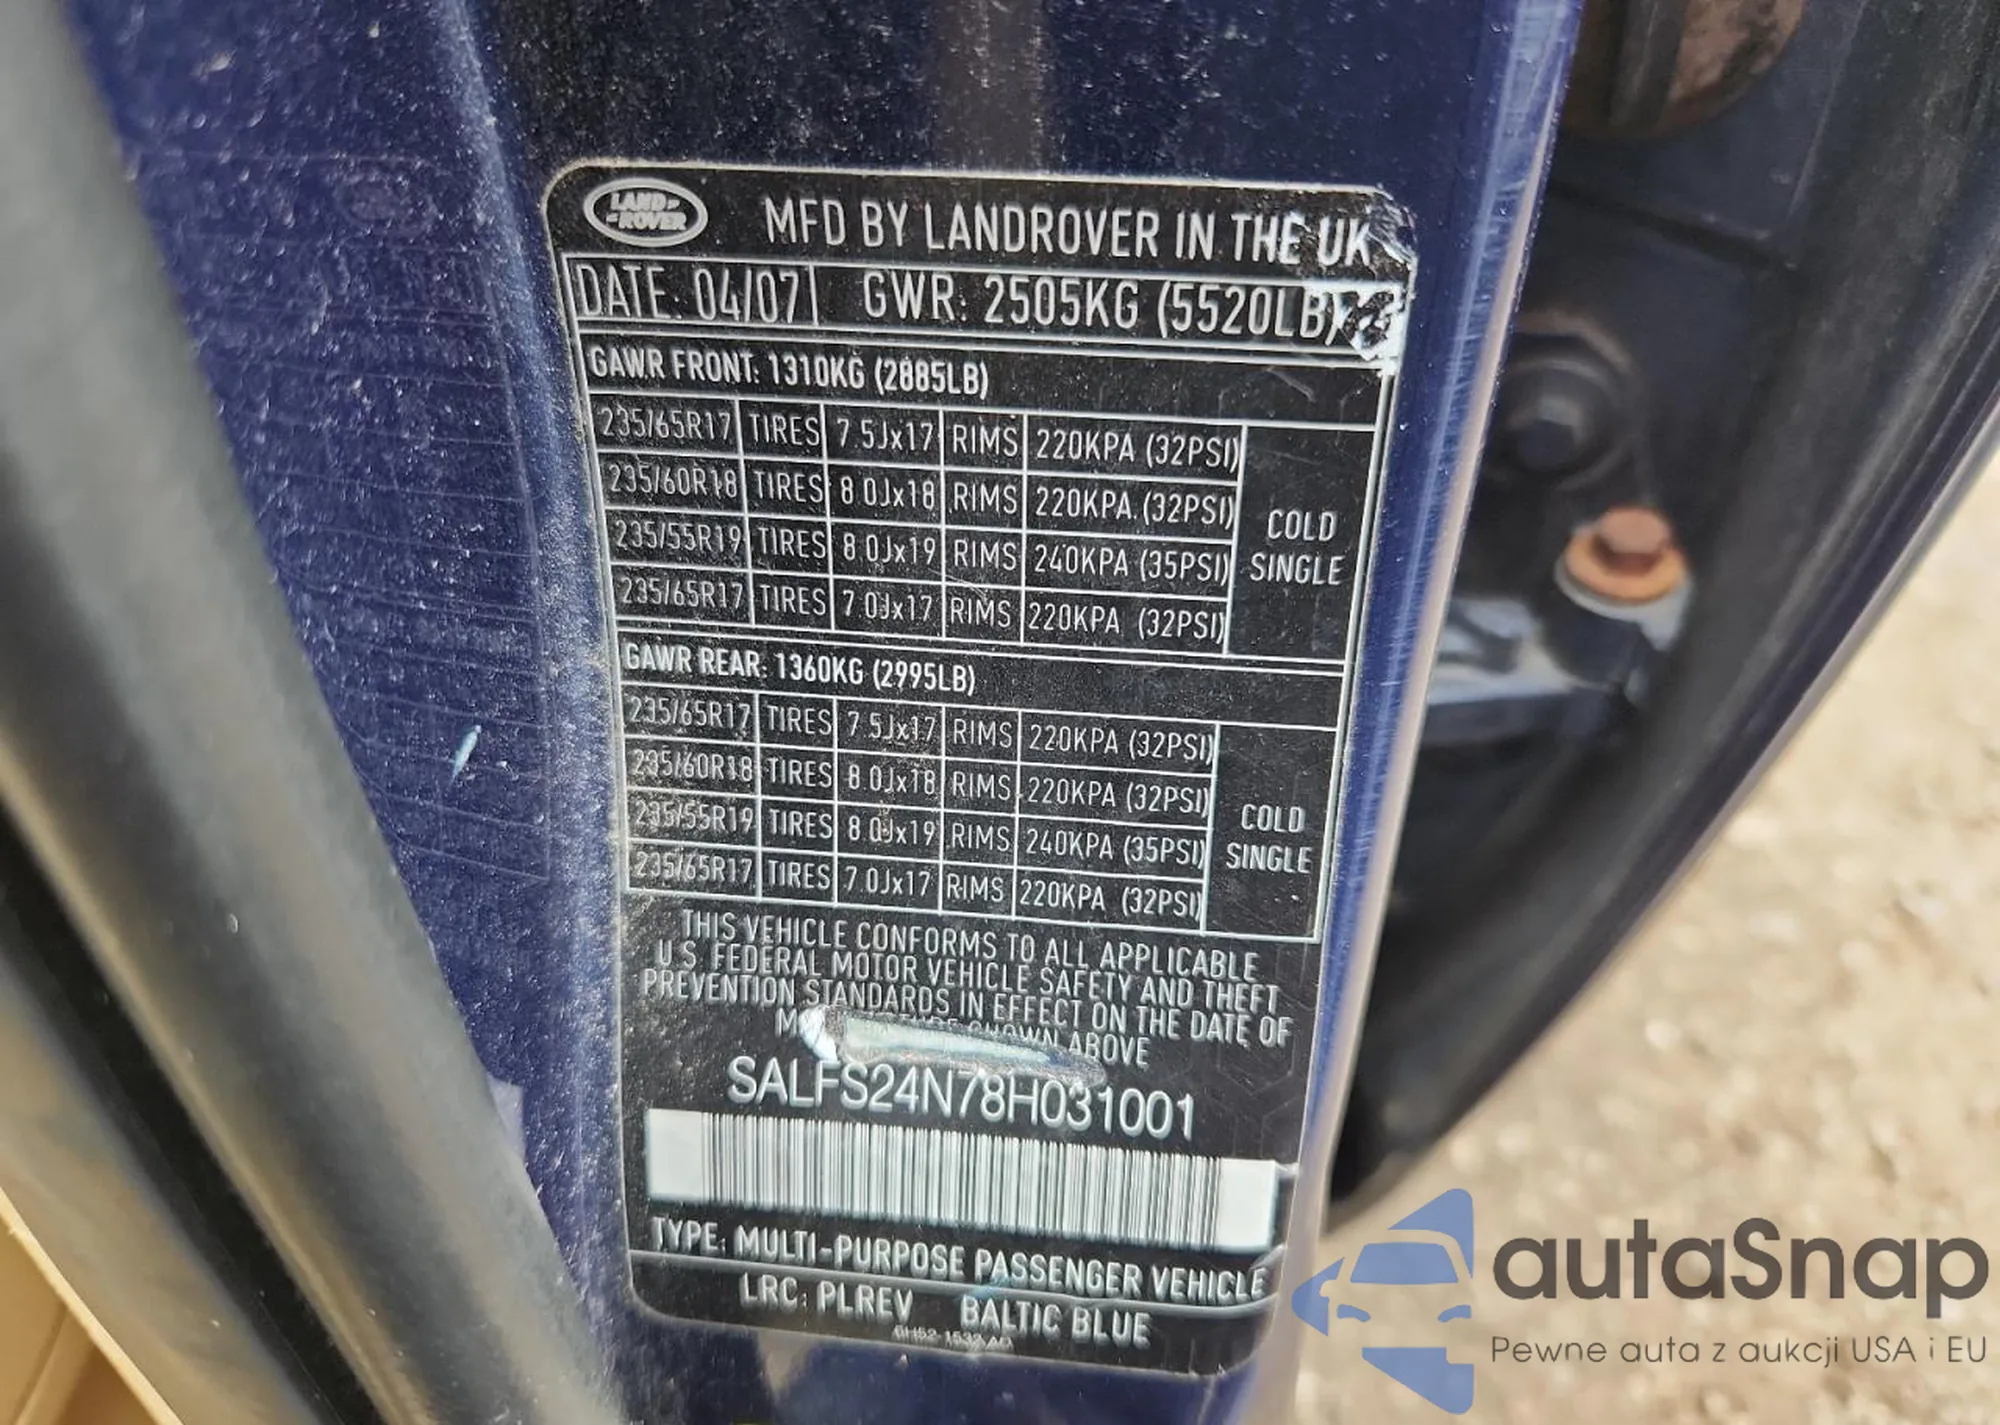 LAND ROVER
MFD BY LANDROVER IN THE UK
DATE: 04/07 GWR: 2505KG (5520LB)
GAWR FRONT: 1310KG (2885LB)
235/65R17 TIRES 7.5Jx17 RIMS 220KPA (32PSI)
235/60R18 TIRES 8.0Jx18 RIMS 220KPA (32PSI)
235/55R19 TIRES 8.0Jx19 RIMS 240KPA (35PSI)
235/65R17 TIRES 7.0Jx17 RIMS 220KPA (32PSI)
COLD
SINGLE
GAWR REAR: 1360KG (2995LB)
235/65R17 TIRES 7.5Jx17 RIMS 220KPA (32PSI)
235/60R18 TIRES 8.0Jx18 RIMS 220KPA (32PSI)
235/55R19 TIRES 8.0Jx19 RIMS 240KPA (35PSI)
235/65R17 TIRES 7.0Jx17 RIMS 220KPA (32PSI)
COLD
SINGLE
THIS VEHICLE CONFORMS TO ALL APPLICABLE
U.S. FEDERAL MOTOR VEHICLE SAFETY AND THEFT
PREVENTION STANDARDS IN EFFECT ON THE DATE OF
SHOWN ABOVE
SALFS24N78H031001
TYPE: MULTI-PURPOSE PASSENGER VEHICLE
LRC: PLREV BALTIC BLUE
autaSnap
Pewne auta z aukcji USA i EU